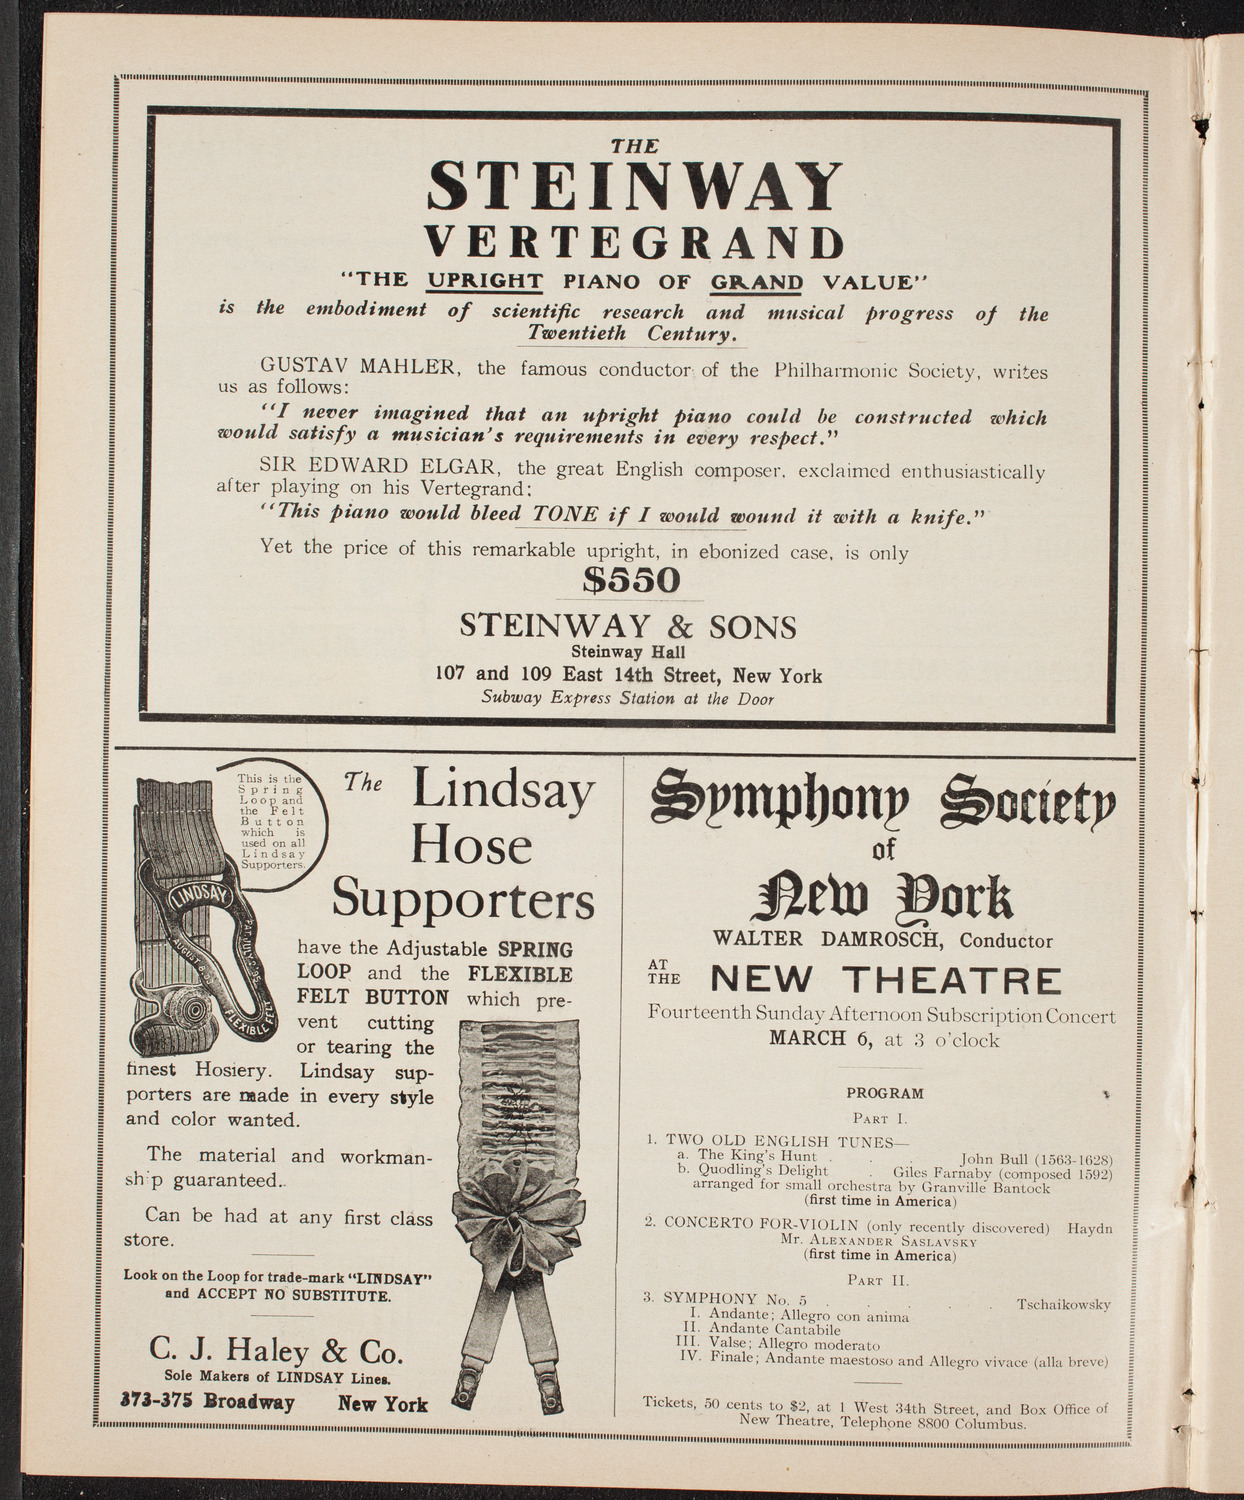 THE
STEINWAY
VERTEGRAND
"THE UPRIGHT PIANO OF GRAND VALUE"
is the embodiment of scientific research and musical progress of the
Twentieth Century.
GUSTAV MAHLER, the famous conductor of the Philharmonic Society, writes
us as follows:
"I never imagined that an upright piano could be constructed which
would satisfy a musician's requirements in every respect."
SIR EDWARD ELGAR, the great English composer, exclaimed enthusiastically
after playing on his Vertegrand:
"This piano would bleed TONE if I would wound it with a knife."
Yet the price of this remarkable upright, in ebonized case, is only
$550
STEINWAY & SONS
Steinway Hall
107 and 109 East 14th Street, New York
Subway Express Station at the Door
This is the
Spring
Loop and
the Felt
Button
which is
used on all
Lindsay
Supporters.
LINDSAY
PAT. JULY 2. 95.
FLEXIBLE FELT
The Lindsay
Hose
Supporters
have the Adjustable SPRING
LOOP and the FLEXIBLE
FELT BUTTON which pre-
vent cutting
or tearing the
finest Hosiery. Lindsay sup-
porters are made in every style
and color wanted.
The material and workman-
ship guaranteed.
Can be had at any first class
store.
Look on the Loop for trade-mark "LINDSAY"
and ACCEPT NO SUBSTITUTE.
C. J. Haley & Co.
Sole Makers of LINDSAY Lines.
373-375 Broadway New York
Symphony Society
of
New York
WALTER DAMROSCH, Conductor
AT THE NEW THEATRE
Fourteenth Sunday Afternoon Subscription Concert
MARCH 6, at 3 o'clock
PROGRAM
PART I.
1. TWO OLD ENGLISH TUNES—
a. The King's Hunt . . . John Bull (1563-1628)
b. Quodling's Delight . Giles Farnaby (composed 1592)
arranged for small orchestra by Granville Bantock
(first time in America)
2. CONCERTO FOR-VIOLIN (only recently discovered) Haydn
Mr. ALEXANDER SASLAVSKY
(first time in America)
PART II.
3. SYMPHONY No. 5 . . . . . Tschaikowsky
I. Andante; Allegro con anima
II. Andante Cantabile
III. Valse; Allegro moderato
IV. Finale; Andante maestoso and Allegro vivace (alla breve)
Tickets, 50 cents to $2, at 1 West 34th Street, and Box Office of
New Theatre, Telephone 8800 Columbus.